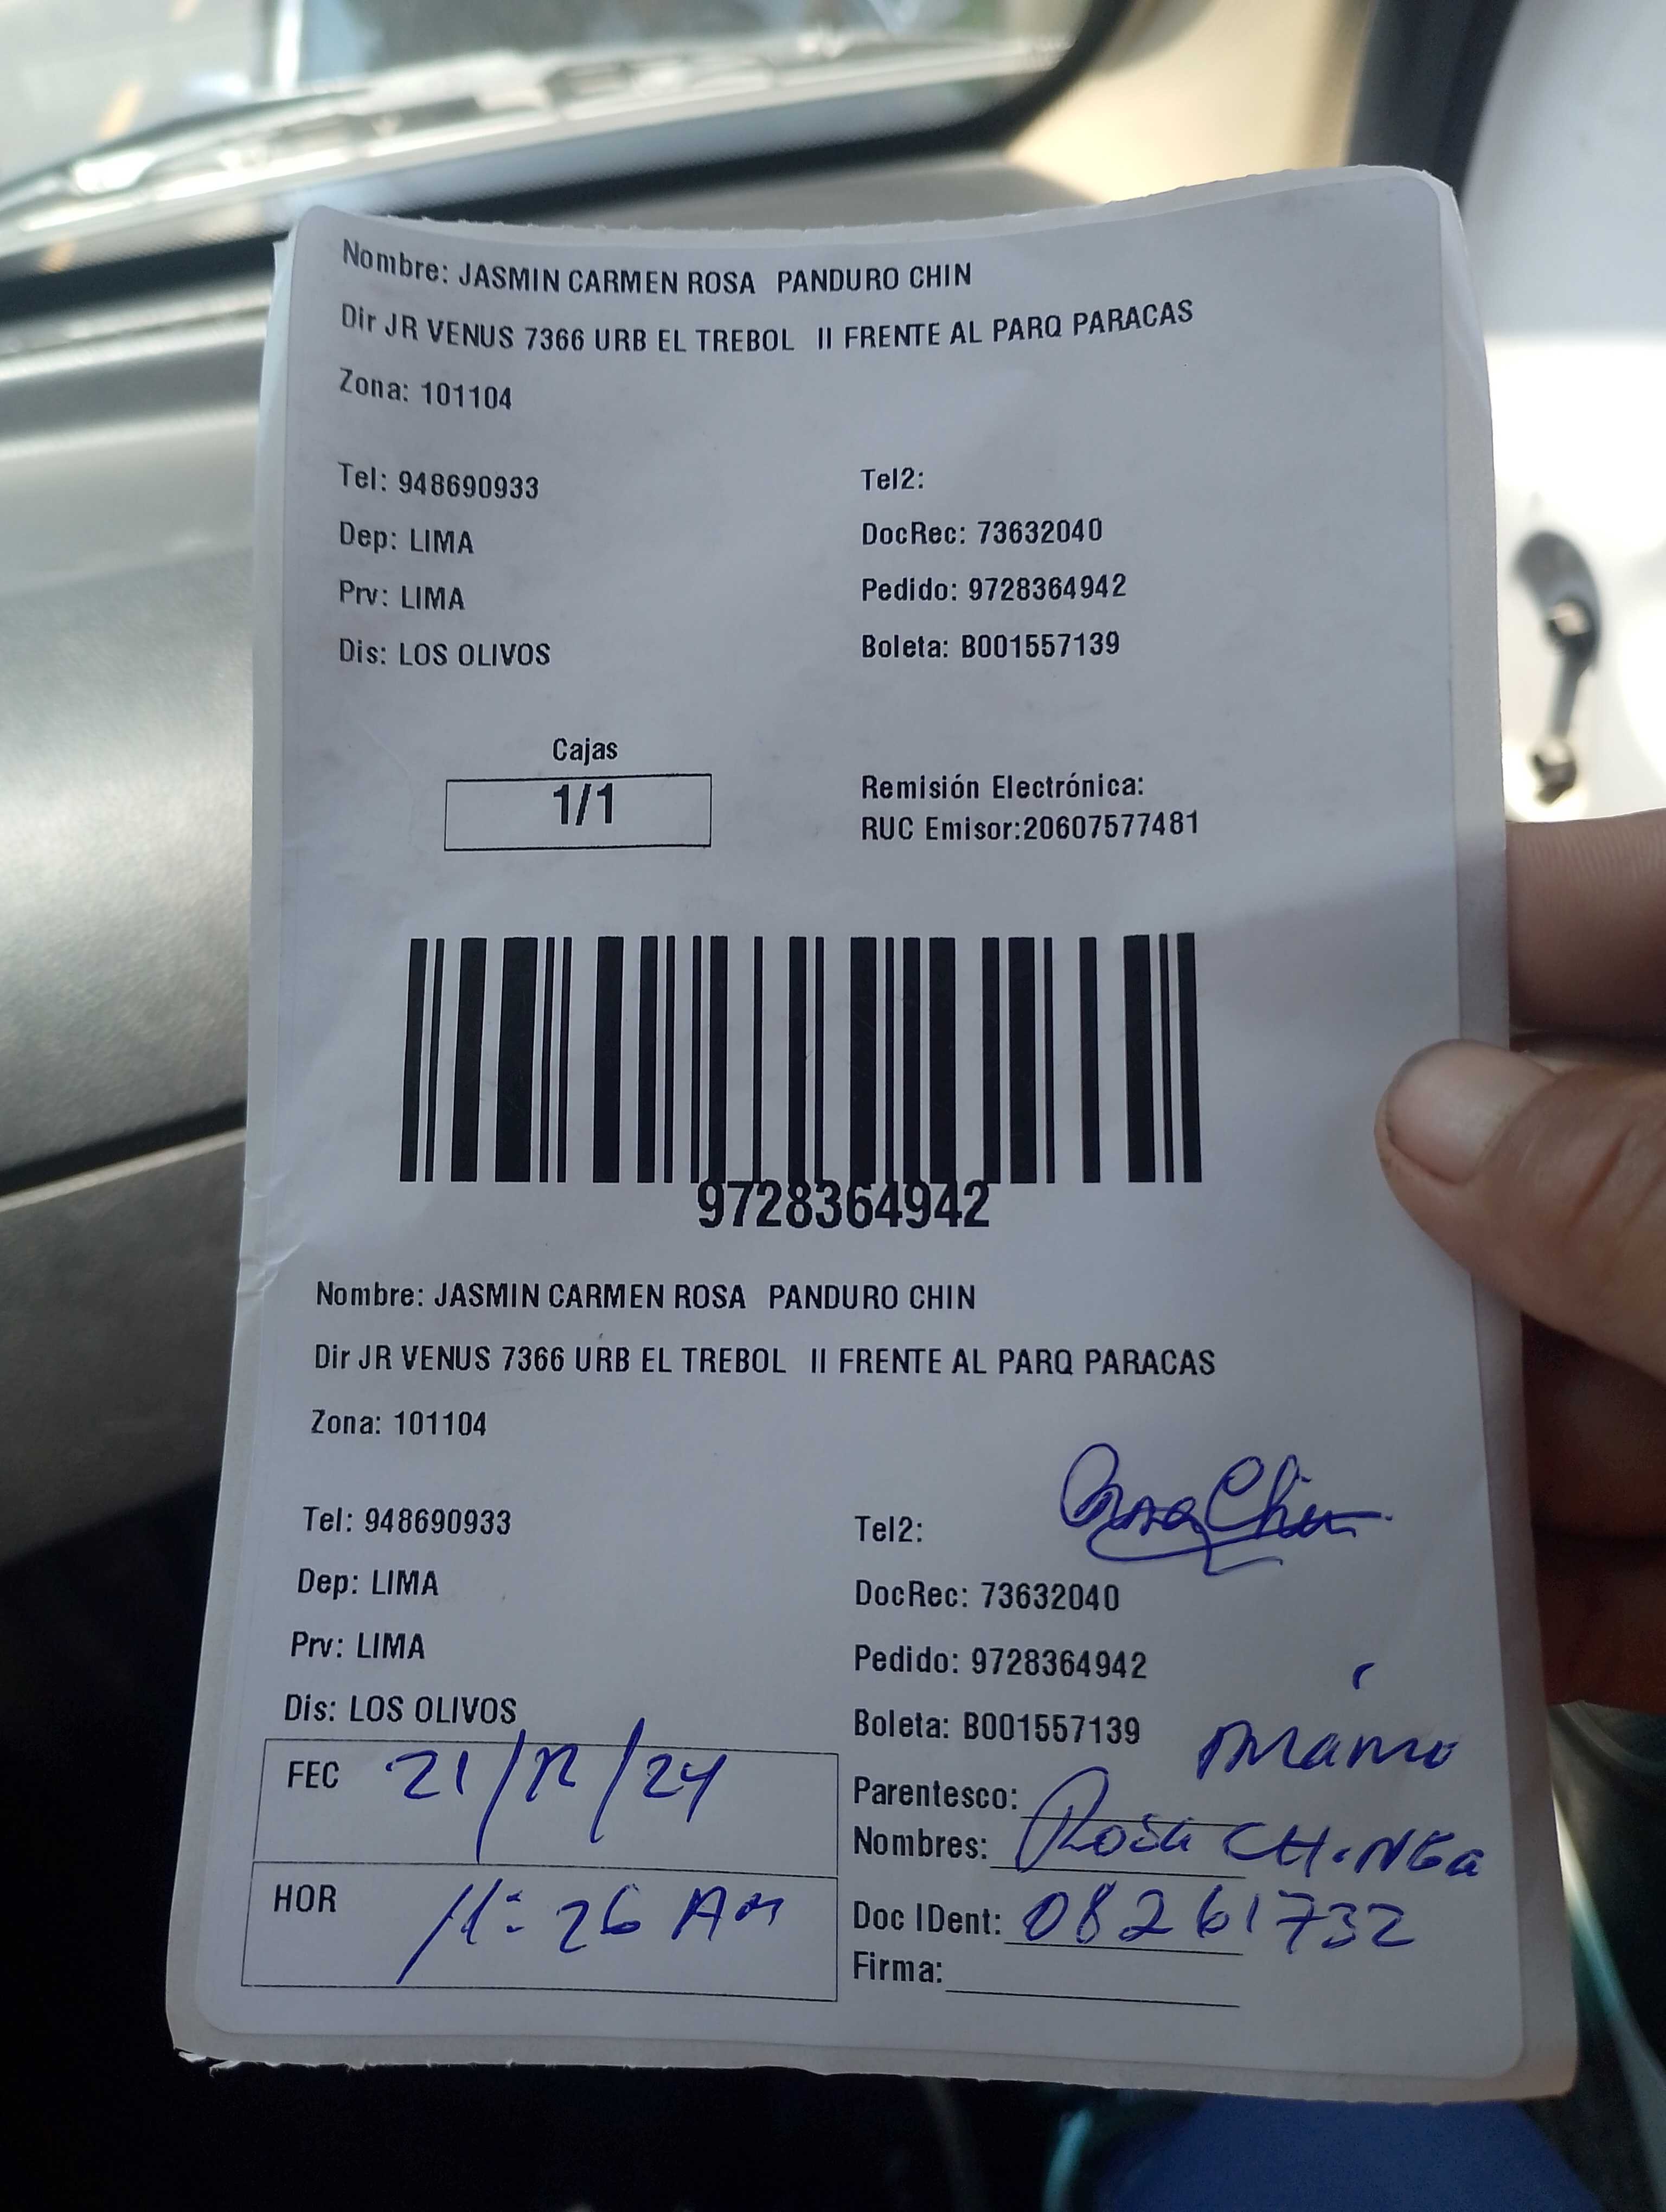 Nombre: JASMIN CARMEN ROSA PANDURO CHIN
Dir JR VENUS 7366 URB EL TREBOL II FRENTE AL PARQ PARACAS
Zona: 101104
Tel: 948690933 Tel2:
Dep: LIMA DocRec: 73632040
Prv: LIMA Pedido: 9728364942
Dis: LOS OLIVOS Boleta: B001557139
Cajas
1/1
Remisión Electrónica:
RUC Emisor:20607577481
9728364942
Nombre: JASMIN CARMEN ROSA PANDURO CHIN
Dir JR VENUS 7366 URB EL TREBOL II FRENTE AL PARQ PARACAS
Zona: 101104
Tel: 948690933 Tel2:
Dep: LIMA DocRec: 73632040
Prv: LIMA Pedido: 9728364942
Dis: LOS OLIVOS Boleta: B001557139
FEC 21/12/24
HOR 11:26 AM
Parentesco:
Nombres: Rosa
Doc IDent: 08261732
Firma: